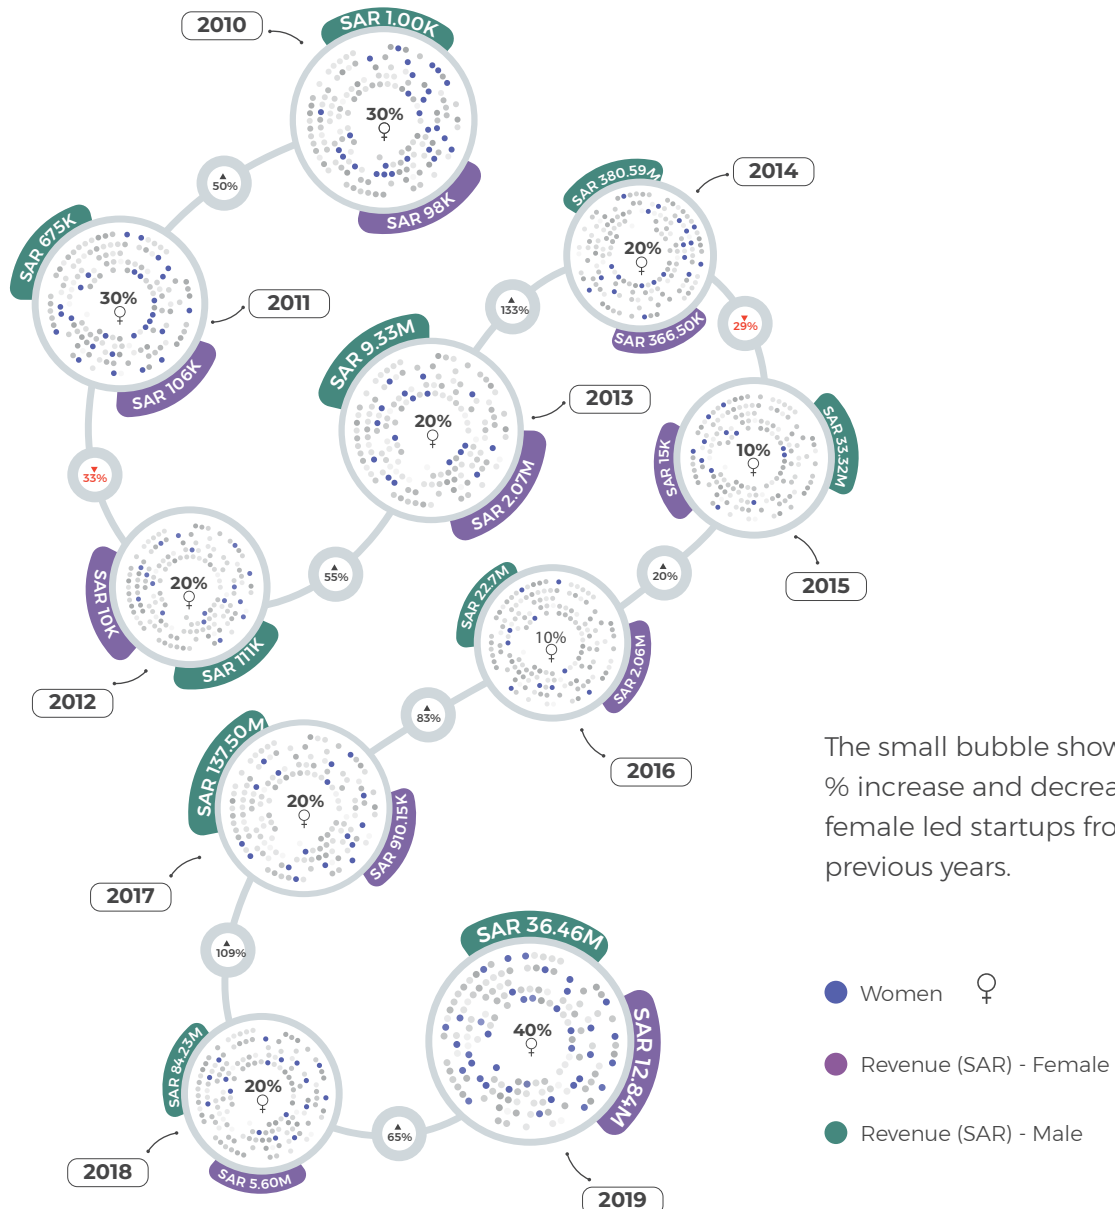 2010
SAR 1.00K
30%
SAR 98K
50%
SAR 675K
30%
SAR 106K
2011
33%
SAR 10K
20%
SAR 111K
2012
55%
SAR 9.33M
20%
SAR 2.07M
2013
133%
SAR 380.59M
20%
SAR 366.50K
2014
29%
SAR 15K
10%
SAR 33.32M
2015
20%
SAR 22.7M
10%
SAR 2.06M
2016
83%
SAR 137.50M
20%
SAR 910.15K
2017
109%
SAR 84.23M
20%
SAR 5.60M
2018
65%
SAR 36.46M
40%
SAR 12.84M
2019
The small bubble show
% increase and decrea
female led startups fro
previous years.
Women
Revenue (SAR) - Female
Revenue (SAR) - Male